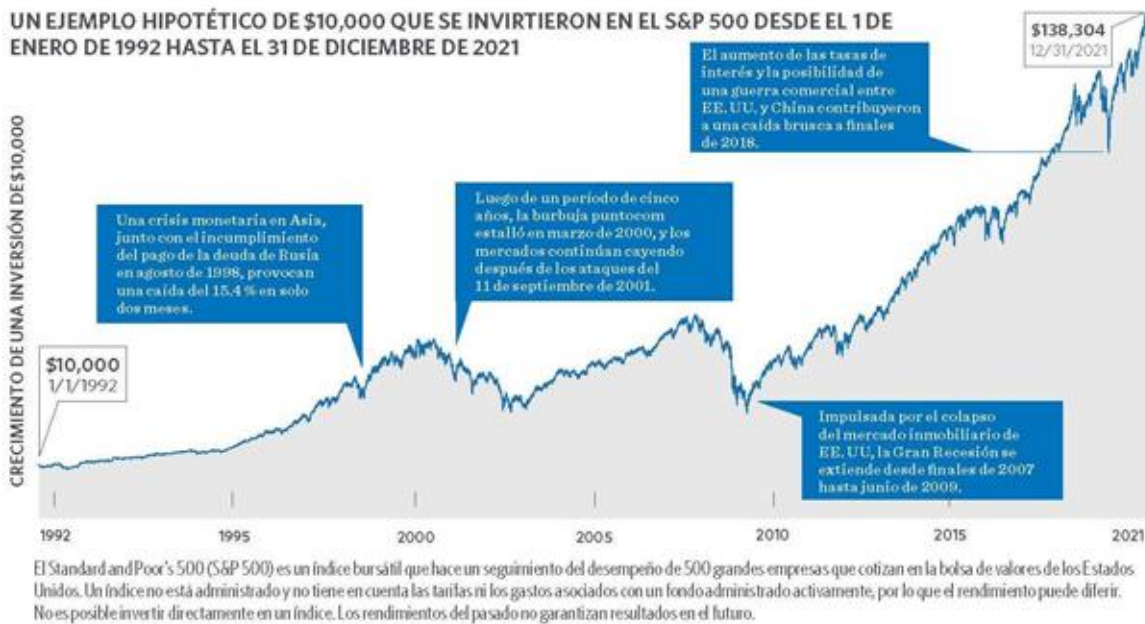 UN EJEMPLO HIPOTÉTICO DE $10,000 QUE SE INVIRTIERON EN EL S&P 500 DESDE EL 1 DE
ENERO DE 1992 HASTA EL 31 DE DICIEMBRE DE 2021
$138,304
12/31/2021
El aumento de las tasas de
interés y la posibilidad de
una guerra comercial entre
EE. UU. y China contribuyeron
a una caída brusca a finales
de 2018.
Luego de un período de cinco
años, la burbuja puntocom
estalló en marzo de 2000, y los
mercados continúan cayendo
después de los ataques del
11 de septiembre de 2001.
Una crisis monetaria en Asia,
junto con el incumplimiento
del pago de la deuda de Rusia
en agosto de 1998, provocan
una caída del 15.4 % en solo
dos meses.
CRECIMIENTO DE UNA INVERSIÓN DE $10,000
$10,000
1/1/1992
Impulsada por el colapso
del mercado inmobiliario de
EE. UU, la Gran Recesión se
extiende desde finales de 2007
hasta junio de 2009.
1992 1995 2000 2005 2010 2015 2021
El Standard and Poor's 500 (S&P 500) es un índice bursátil que hace un seguimiento del desempeño de 500 grandes empresas que cotizan en la bolsa de valores de los Estados
Unidos. Un índice no está administrado y no tiene en cuenta las tarifas ni los gastos asociados con un fondo administrado activamente, por lo que el rendimiento puede diferir.
No es posible invertir directamente en un índice. Los rendimientos del pasado no garantizan resultados en el futuro.